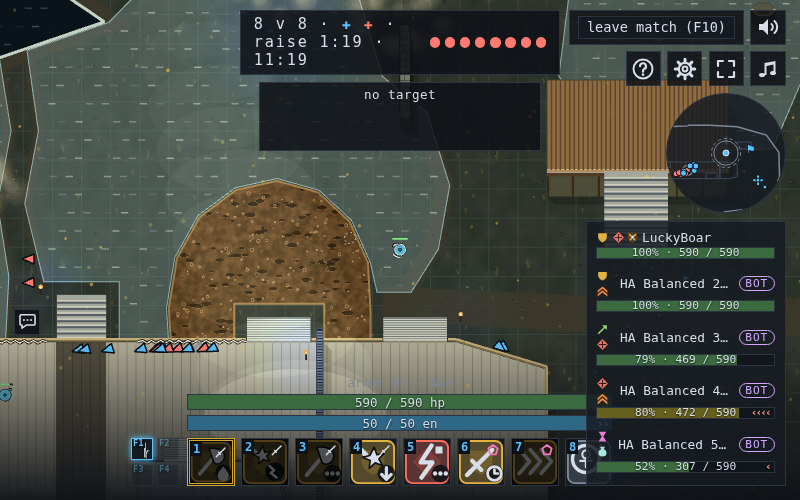 8 v 8 · + + ·
raise 1:19 ·
11:19
leave match (F10)
no target
LuckyBoar
100% · 590 / 590
HA Balanced 2… BOT
100% · 590 / 590
HA Balanced 3… BOT
79% · 469 / 590
HA Balanced 4… BOT
80% · 472 / 590
HA Balanced 5… BOT
52% · 307 / 590
590 / 590 hp
50 / 50 en
F1 F2
F3 F4
1 2 3 4 5 6 7 8